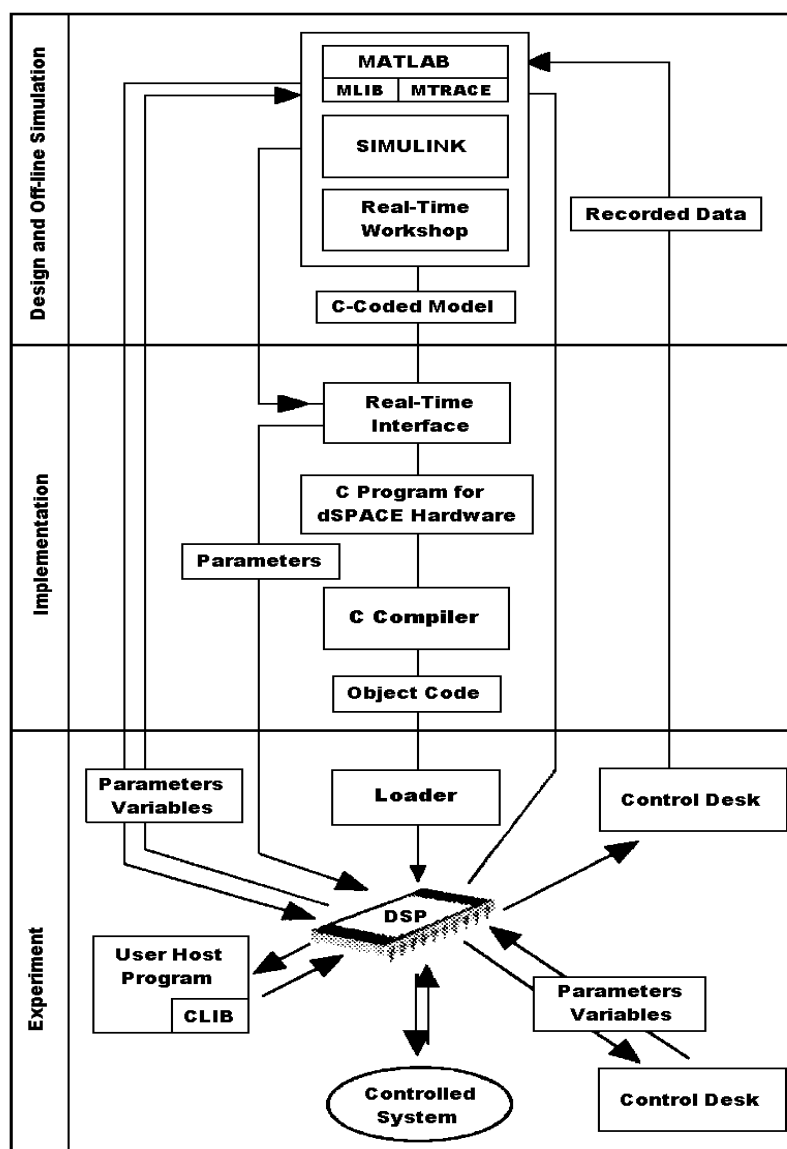 Design and Off-line Simulation
MATLAB
MLIB
MTRACE
SIMULINK
Real-Time
Workshop
Recorded Data
C-Coded Model
Implementation
Real-Time
Interface
C Program for
dSPACE Hardware
Parameters
C Compiler
Object Code
Experiment
Parameters
Variables
Loader
Control Desk
DSP
User Host
Program
CLIB
Parameters
Variables
Controlled
System
Control Desk